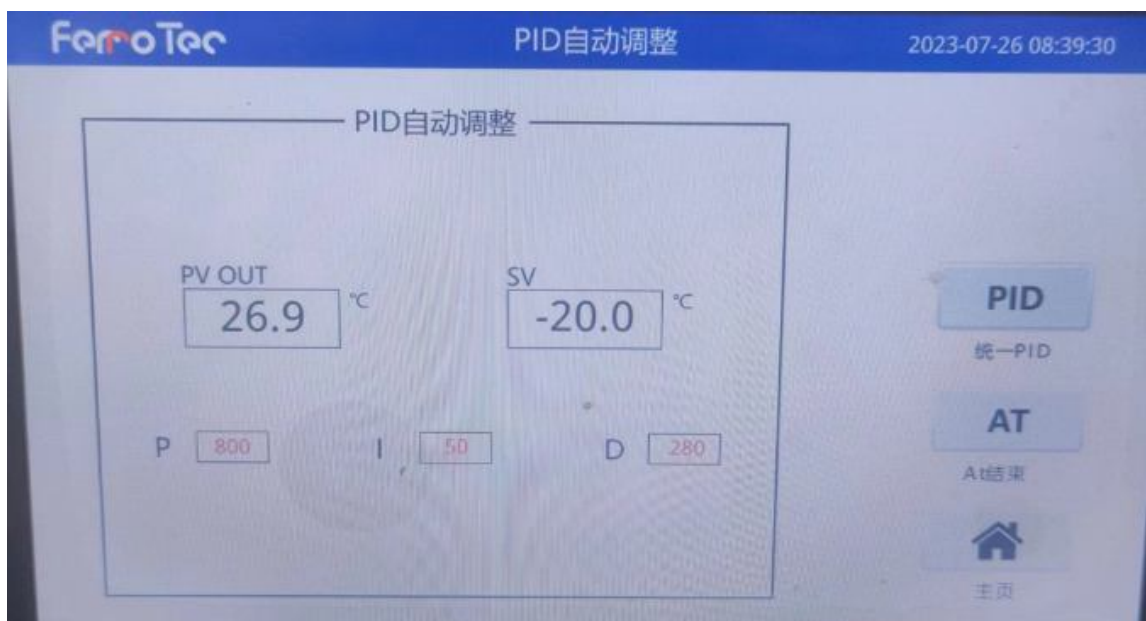 FerroTec PID自动调整 2023-07-26 08:39:30
PID自动调整
PV OUT
26.9 ℃
SV
-20.0 ℃
P 800 I 50 D 280
PID
统一PID
AT
At结束
主页